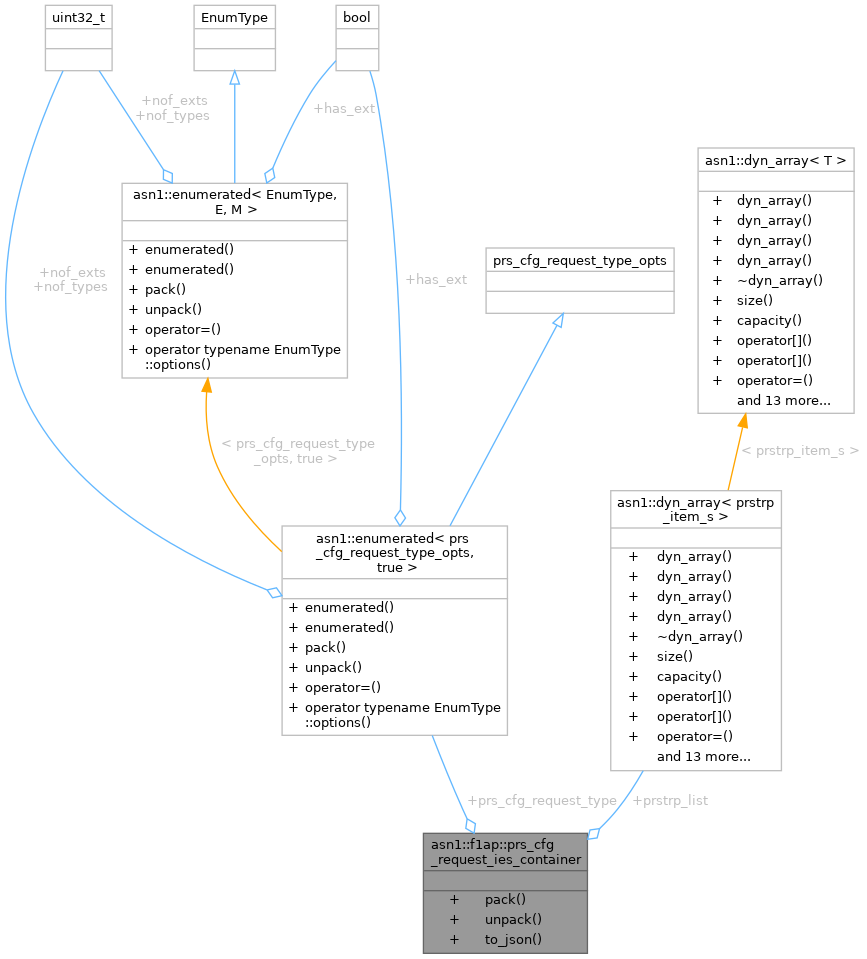 uint32_t
EnumType
bool
+nof_exts
+nof_types
+has_ext
asn1::dyn_array< T >
+ dyn_array()
+ dyn_array()
+ dyn_array()
+ dyn_array()
+ ~dyn_array()
+ size()
+ capacity()
+ operator[]()
+ operator[]()
+ operator=()
and 13 more...
asn1::enumerated< EnumType,
E, M >
+ enumerated()
+ enumerated()
+ pack()
+ unpack()
+ operator=()
+ operator typename EnumType
::options()
prs_cfg_request_type_opts
+nof_exts
+nof_types
+has_ext
< prs_cfg_request_type
_opts, true >
< prstrp_item_s >
asn1::enumerated< prs
_cfg_request_type_opts,
true >
+ enumerated()
+ enumerated()
+ pack()
+ unpack()
+ operator=()
+ operator typename EnumType
::options()
asn1::dyn_array< prstrp
_item_s >
+ dyn_array()
+ dyn_array()
+ dyn_array()
+ dyn_array()
+ ~dyn_array()
+ size()
+ capacity()
+ operator[]()
+ operator[]()
+ operator=()
and 13 more...
+prs_cfg_request_type
+prstrp_list
asn1::f1ap::prs_cfg
_request_ies_container
+ pack()
+ unpack()
+ to_json()